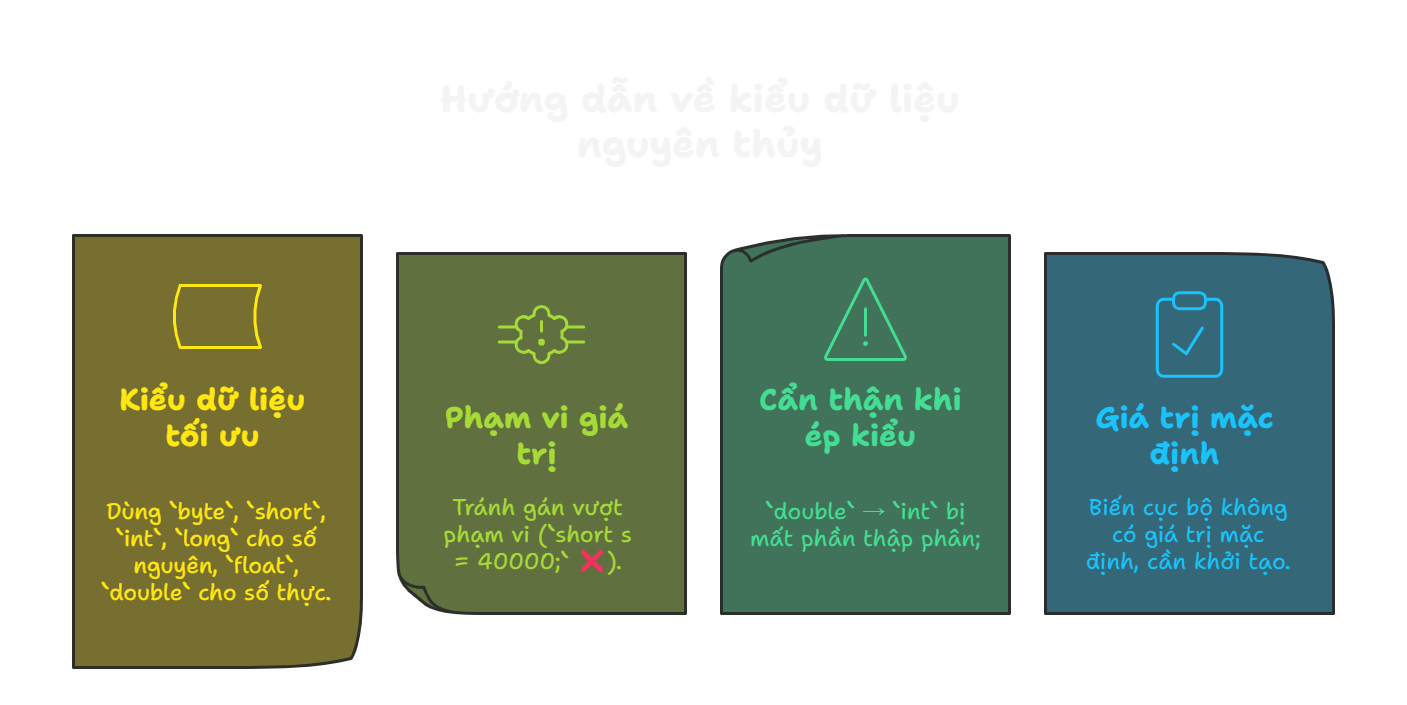 Hướng dẫn về kiểu dữ liệu
nguyên thủy
Kiểu dữ liệu
tối ưu
Dùng `byte`, `short`,
`int`, `long` cho số
nguyên, `float`,
`double` cho số thực.
Phạm vi giá
trị
Tránh gán vượt
phạm vi (`short s
= 40000;` ❌).
Cẩn thận khi
ép kiểu
`double` → `int` bị
mất phần thập phân;
Giá trị mặc
định
Biến cục bộ không
có giá trị mặc
định, cần khởi tạo.